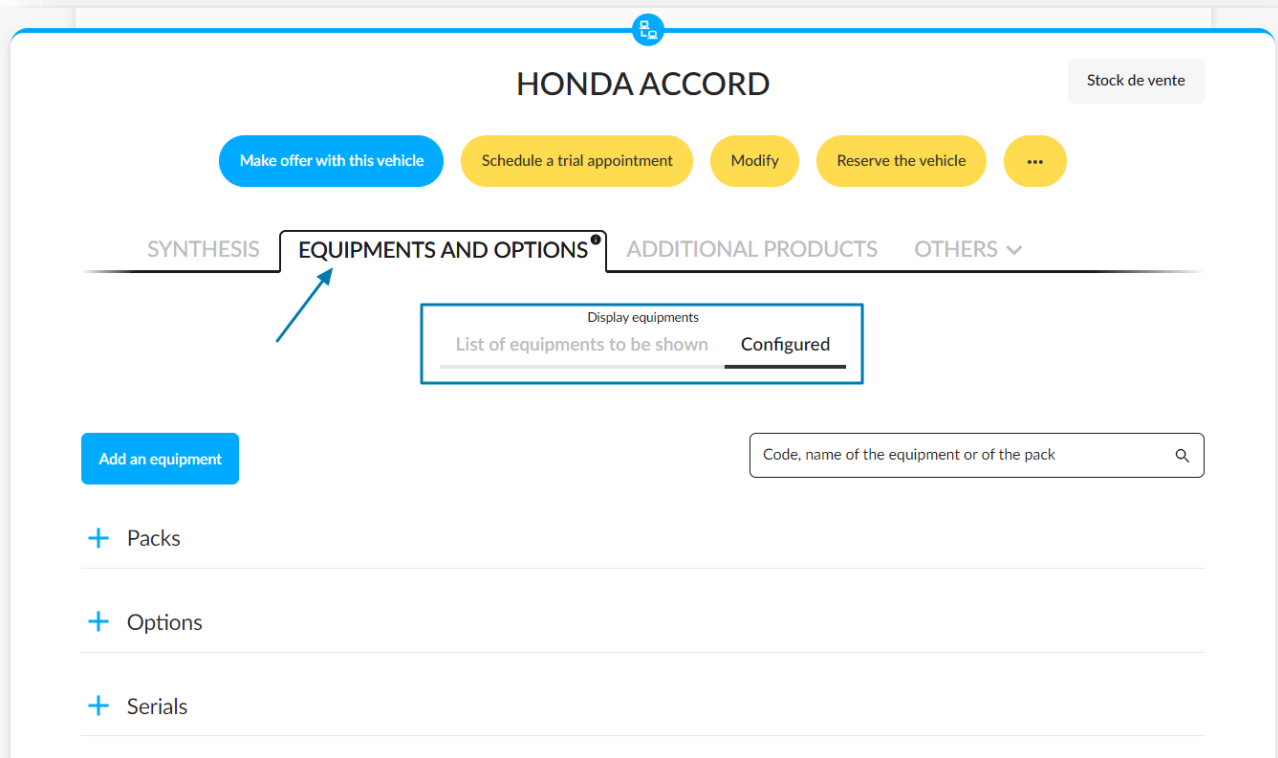 HONDA ACCORD
Stock de vente
Make offer with this vehicle
Schedule a trial appointment
Modify
Reserve the vehicle
...
SYNTHESIS
EQUIPMENTS AND OPTIONS
ADDITIONAL PRODUCTS
OTHERS
Display equipments
List of equipments to be shown
Configured
Add an equipment
Code, name of the equipment or of the pack
Packs
Options
Serials